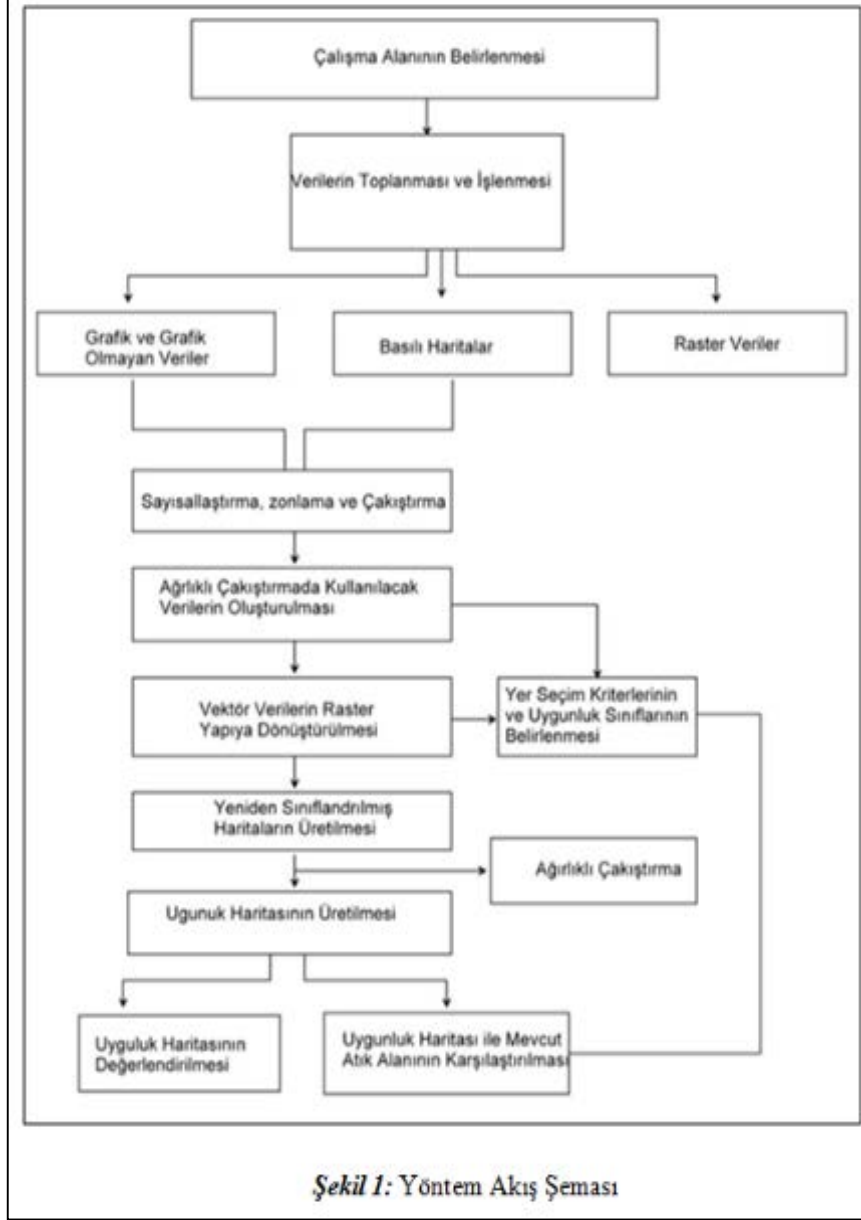 Çalışma Alanının Belirlenmesi
Verilerin Toplanması ve İşlenmesi
Grafik ve Grafik
Olmayan Veriler
Basılı Haritalar
Raster Veriler
Sayısallaştırma, zonlama ve Çakıştırma
Ağrlıklı Çakıştırmada Kullanılacak
Verilerin Oluşturulması
Vektör Verilerin Raster
Yapıya Dönüştürülmesi
Yer Seçim Kriterlerinin
ve Uygunluk Sınıflarının
Belirlenmesi
Yeniden Sınıflandrılmış
Haritaların Üretilmesi
Ağırlıklı Çakıştırma
Ugunuk Haritasının Üretilmesi
Uyguluk Haritasının
Değerlendirilmesi
Uygunluk Haritası ile Mevcut
Atık Alanının Karşılaştırılması
Şekil 1: Yöntem Akış Şeması